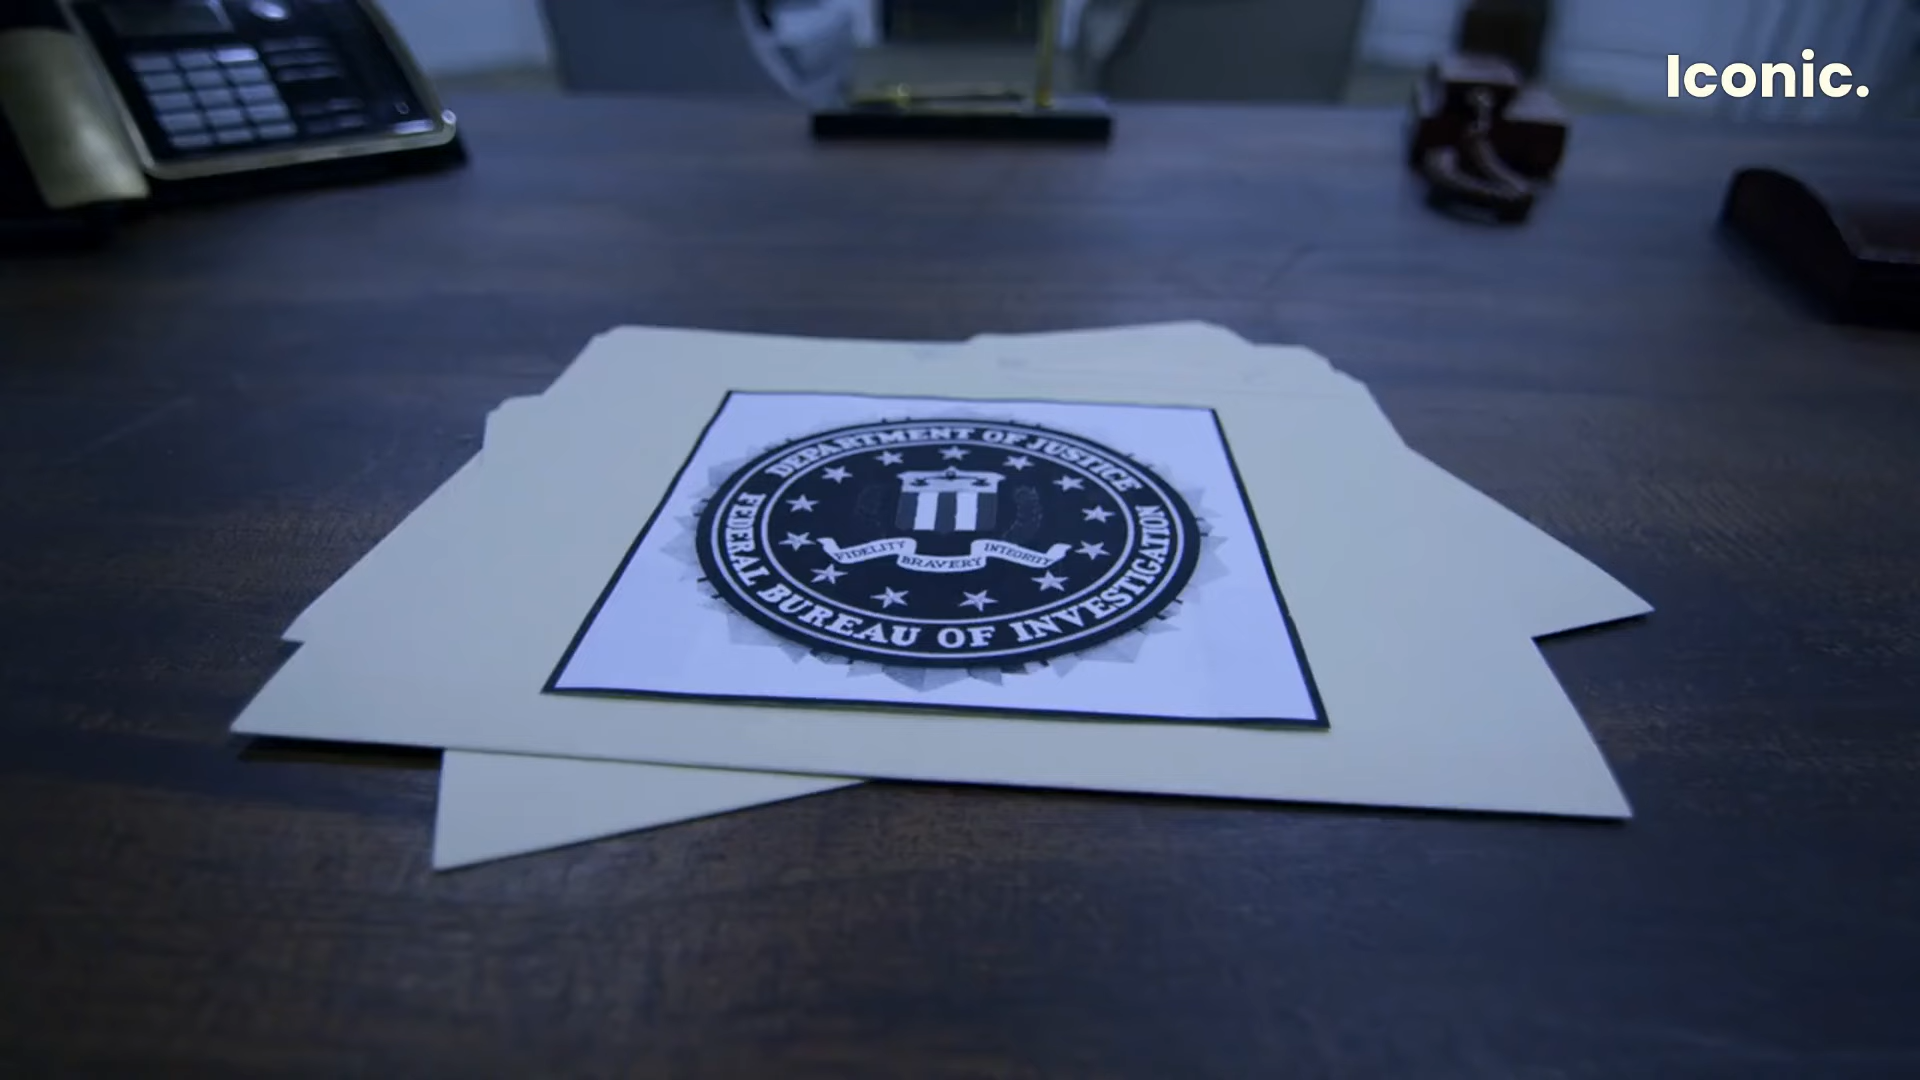 Iconic.
DEPARTMENT OF JUSTICE
FIDELITY BRAVERY INTEGRITY
FEDERAL BUREAU OF INVESTIGATION